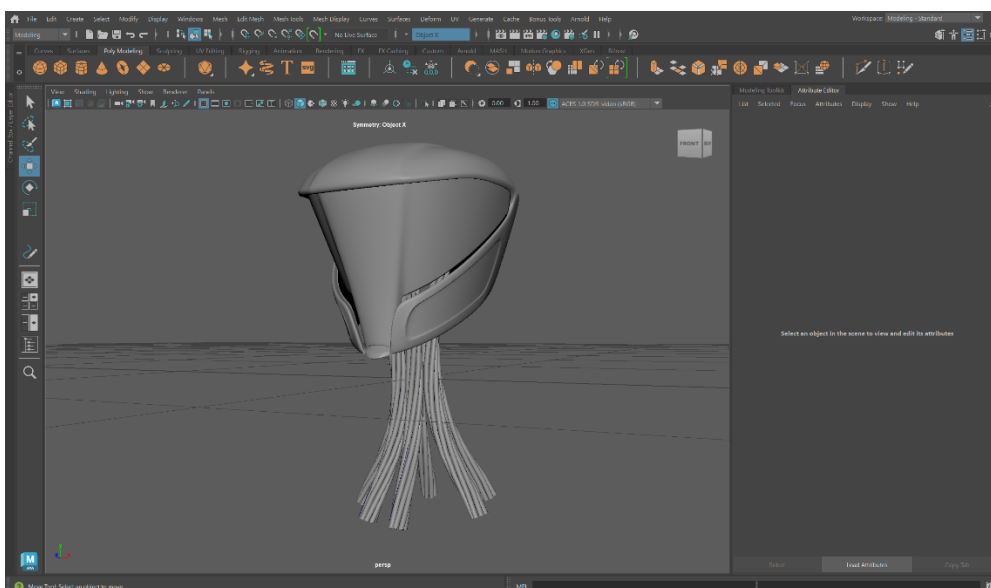 File Edit Create Select Modify Display Windows Mesh Edit Mesh Mesh Tools Mesh Display Curves Surfaces Deform UV Generate Cache Bonus Tools Arnold Help
Workspace: Modeling - Standard
Modeling
No Live Surface
Object X
Curves Surfaces Poly Modeling Sculpting UV Editing Rigging Animation Rendering FX FX Caching Custom Arnold MASH Motion Graphics XGen Bifrost
View Shading Lighting Show Renderer Panels
Modeling Toolkit Attribute Editor
List Selected Focus Attributes Display Show Help
0.00 1.00 ACES 1.0 SDR-video (sRGB)
Symmetry: Object X
FRONT
Channel Box / Layer Editor
Select an object in the scene to view and edit its attributes
persp
Select Load Attributes Copy Tab
M
Move Tool: Select an object to move.
MEL